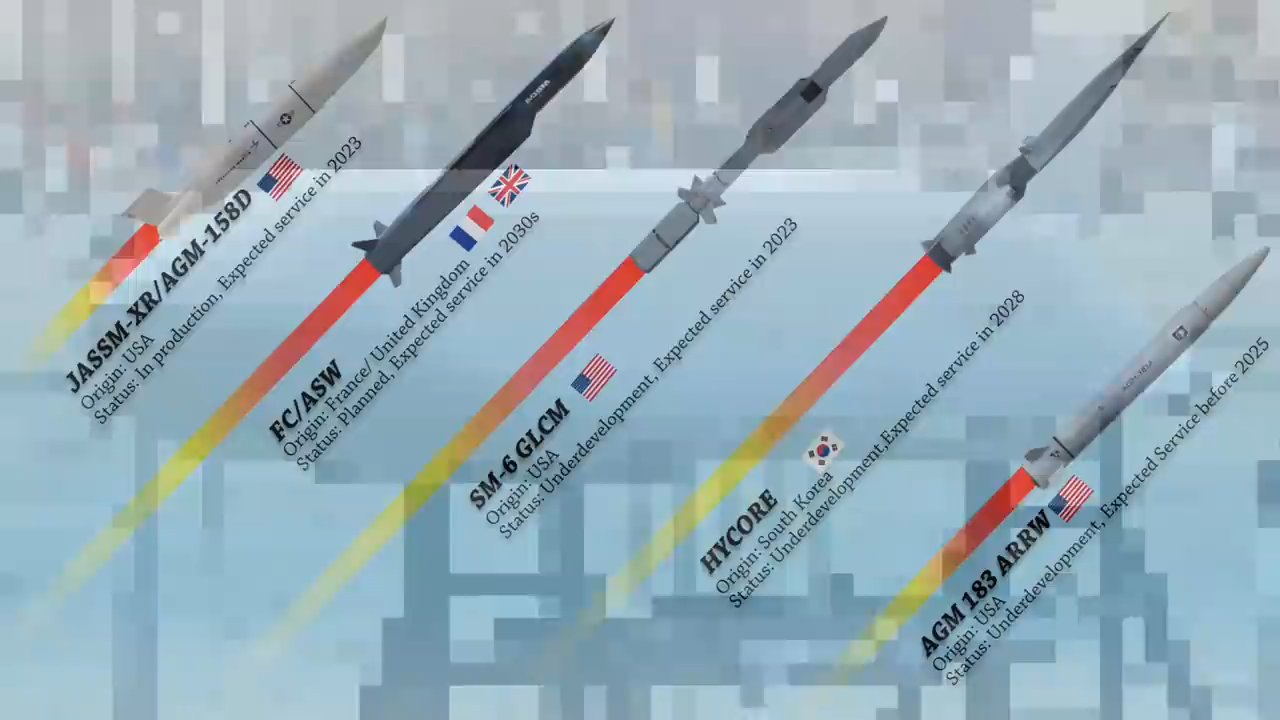 JASSM-XR/AGM-158D
Origin: USA
Status: In production, Expected service in 2023
FC/ASW
Origin: France/ United Kingdom
Status: Planned, Expected service in 2030s
SM-6 GLCM
Origin: USA
Status: Underdevelopment, Expected service in 2023
HYCORE
Origin: South Korea
Status: Underdevelopment,Expected service in 2028
AGM 183 ARRW
Origin: USA
Status: Underdevelopment, Expected Service before 2025